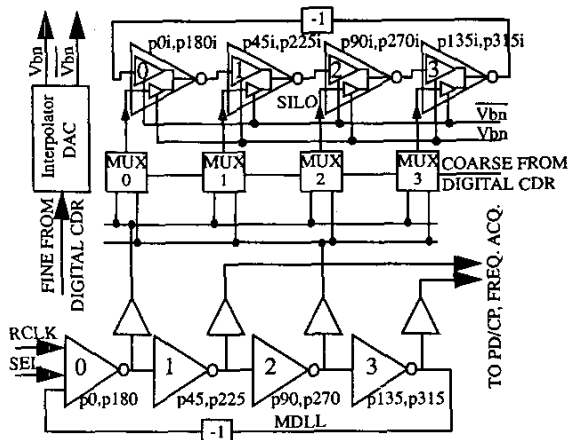 -1
p0i,p180i p45i,p225i p90i,p270i p135i,p315i
Vbn Vbn
0 1 2 3
SILO
Vbn
Vbn
Interpolator
DAC
MUX MUX MUX MUX
0 1 2 3
COARSE FROM
DIGITAL CDR
FINE FROM
DIGITAL CDR
TO PD/CP, FREQ. ACQ.
RCLK
SEL
0 1 2 3
p0,p180 p45,p225 p90,p270 p135,p315
-1
MDLL